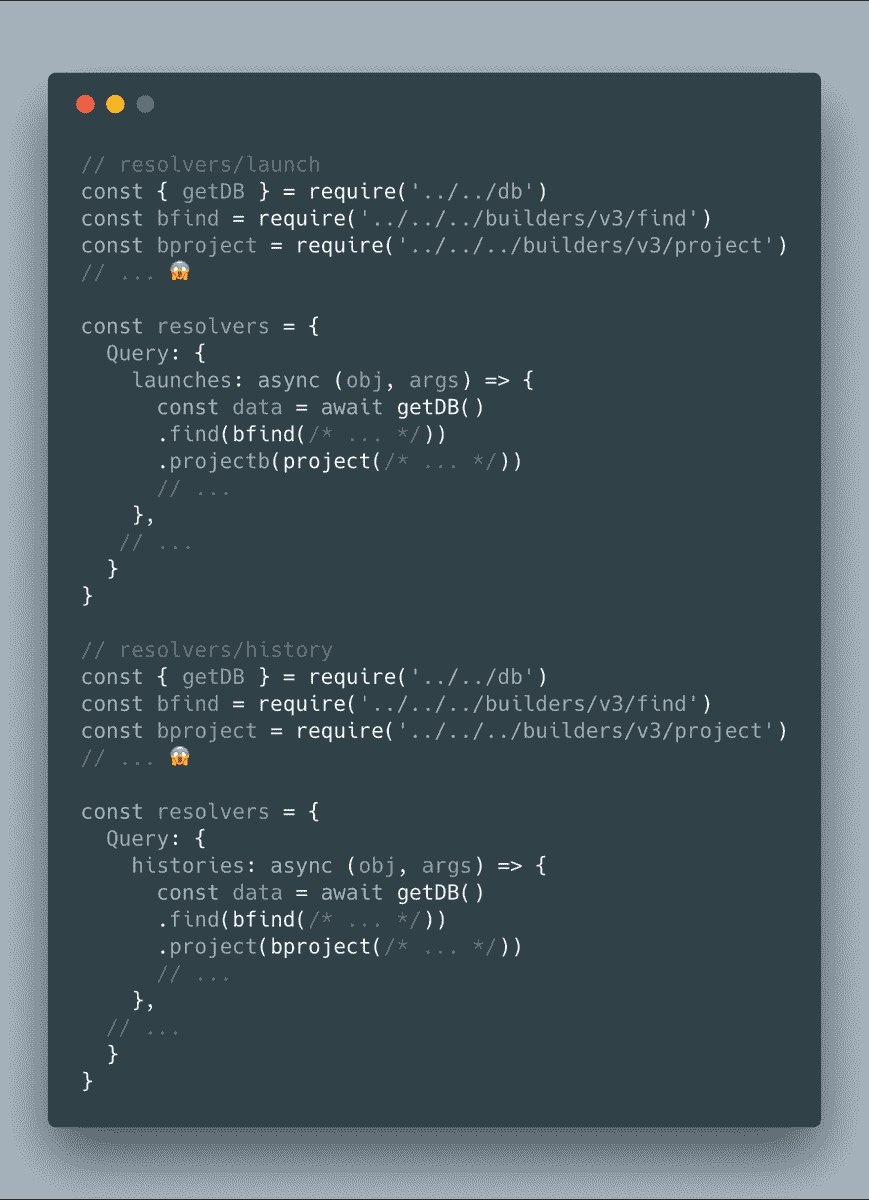 // resolvers/launch
const { getDB } = require('../../db')
const bfind = require('../../../builders/v3/find')
const bproject = require('../../../builders/v3/project')
// ... 😱
const resolvers = {
  Query: {
    launches: async (obj, args) => {
      const data = await getDB()
      .find(bfind(/* ... */))
      .projectb(project(/* ... */))
      // ...
    },
   // ...
  }
}
// resolvers/history
const { getDB } = require('../../db')
const bfind = require('../../../builders/v3/find')
const bproject = require('../../../builders/v3/project')
// ... 😱
const resolvers = {
  Query: {
    histories: async (obj, args) => {
      const data = await getDB()
      .find(bfind(/* ... */))
      .project(bproject(/* ... */))
      // ...
    },
  // ...
  }
}